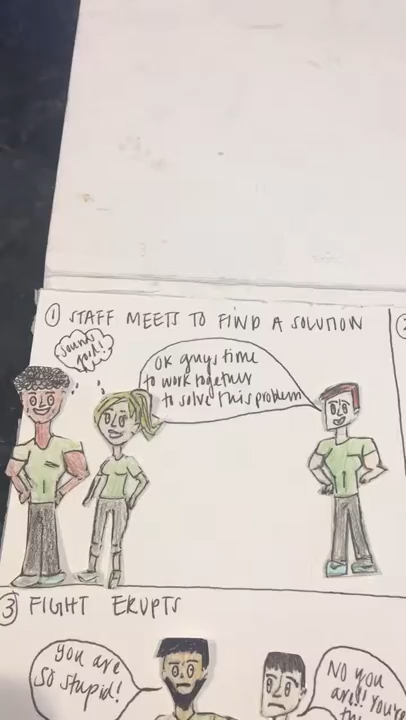 ① STAFF MEETS TO FIND A SOLUTION
Sounds
good!
OK guys time
to work together
to solve this problem
③ FIGHT ERUPTS
you are
SO stupid!
NO you
are!! You're